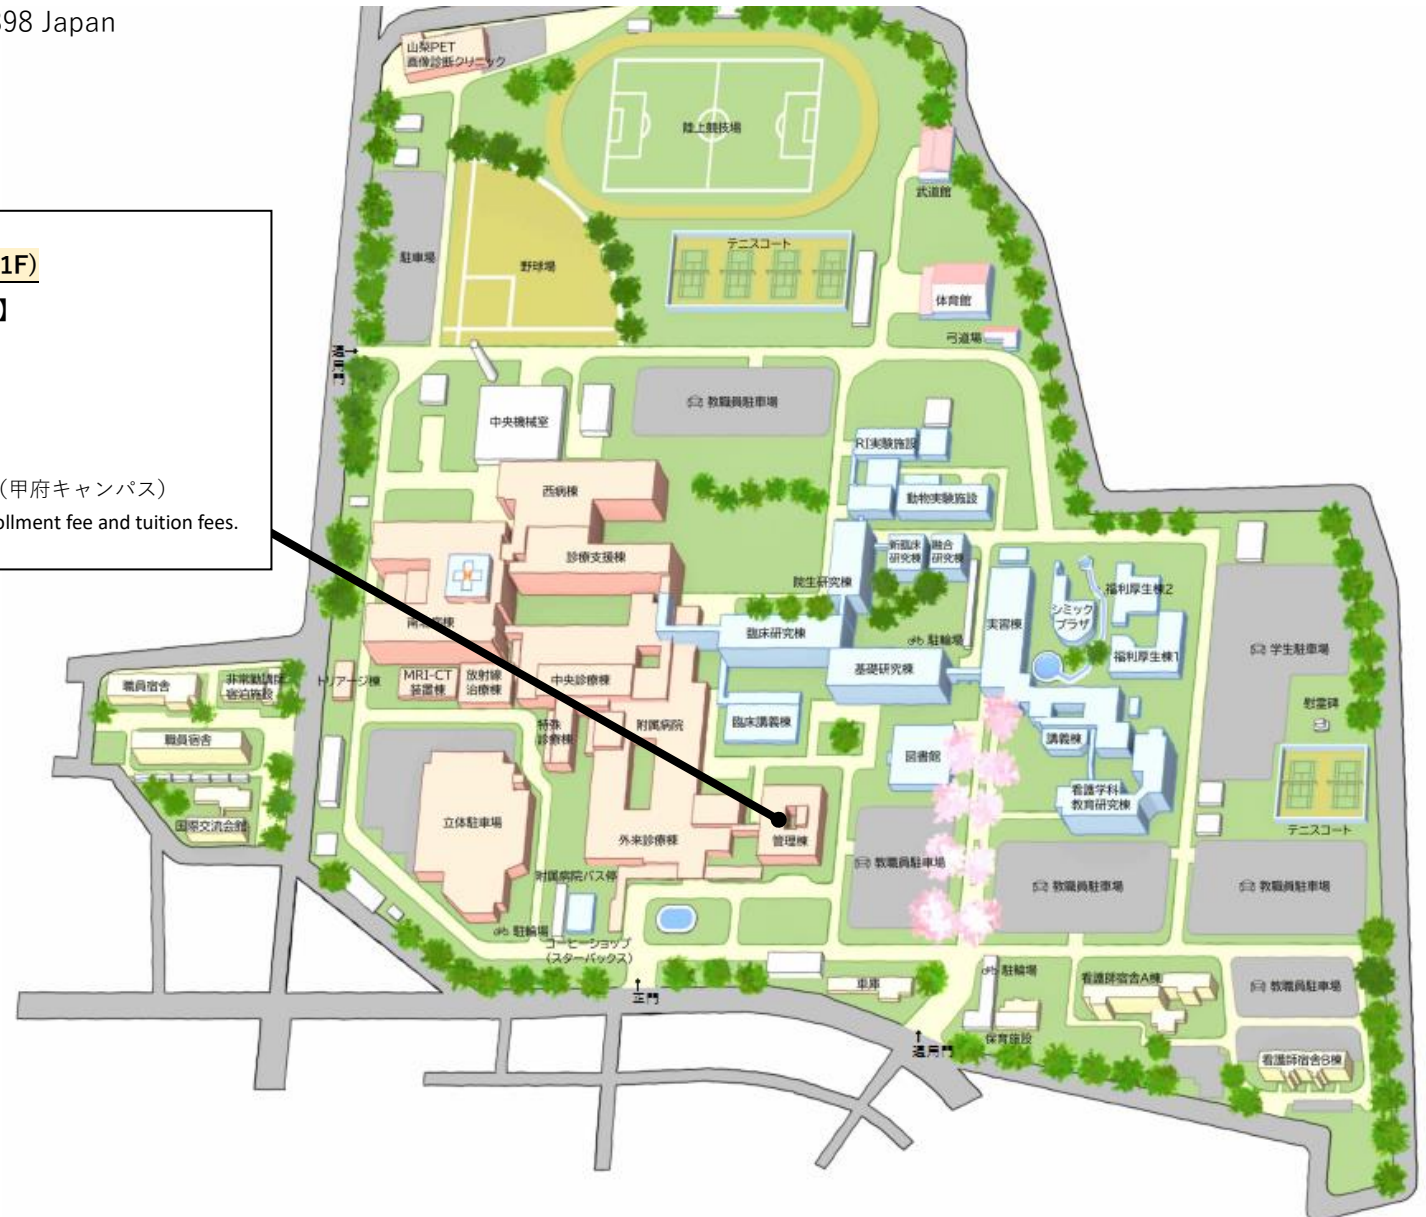 398 Japan
1F)
】
（甲府キャンパス）
ollment fee and tuition fees.
山梨PET
画像診断クリニック
陸上競技場
武道館
駐車場
野球場
テニスコート
体育館
弓道場
中央機械室
教職員駐車場
RI実験施設
西病棟
動物実験施設
診療支援棟
新臨床
研究棟
融合
研究棟
院生研究棟
福利厚生棟2
シミック
プラザ
実習棟
臨床研究棟
駐輪場
学生駐車場
福利厚生棟1
基礎研究棟
トリアージ棟
MRI-CT
装置棟
放射線
治療棟
中央診療棟
職員宿舎
非常勤講師
宿泊施設
慰霊碑
特殊
診療棟
附属病院
臨床講義棟
職員宿舎
講義棟
図書館
看護学科
教育研究棟
国際交流会館
立体駐車場
外来診療棟
管理棟
テニスコート
教職員駐車場
附属病院バス停
教職員駐車場
教職員駐車場
駐輪場
コーヒーショップ
（スターバックス）
正門
車庫
駐輪場
看護師宿舎A棟
教職員駐車場
通用門
保育施設
看護師宿舎B棟